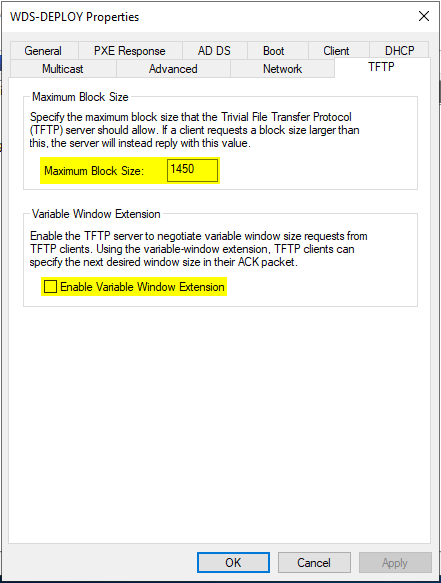 WDS-DEPLOY Properties
General PXE Response AD DS Boot Client DHCP
Multicast Advanced Network TFTP
Maximum Block Size
Specify the maximum block size that the Trivial File Transfer Protocol
(TFTP) server should allow. If a client requests a block size larger than
this, the server will instead reply with this value.
Maximum Block Size: 1450
Variable Window Extension
Enable the TFTP server to negotiate variable window size requests from
TFTP clients. Using the variable-window extension, TFTP clients can
specify the next desired window size in their ACK packet.
Enable Variable Window Extension
OK Cancel Apply